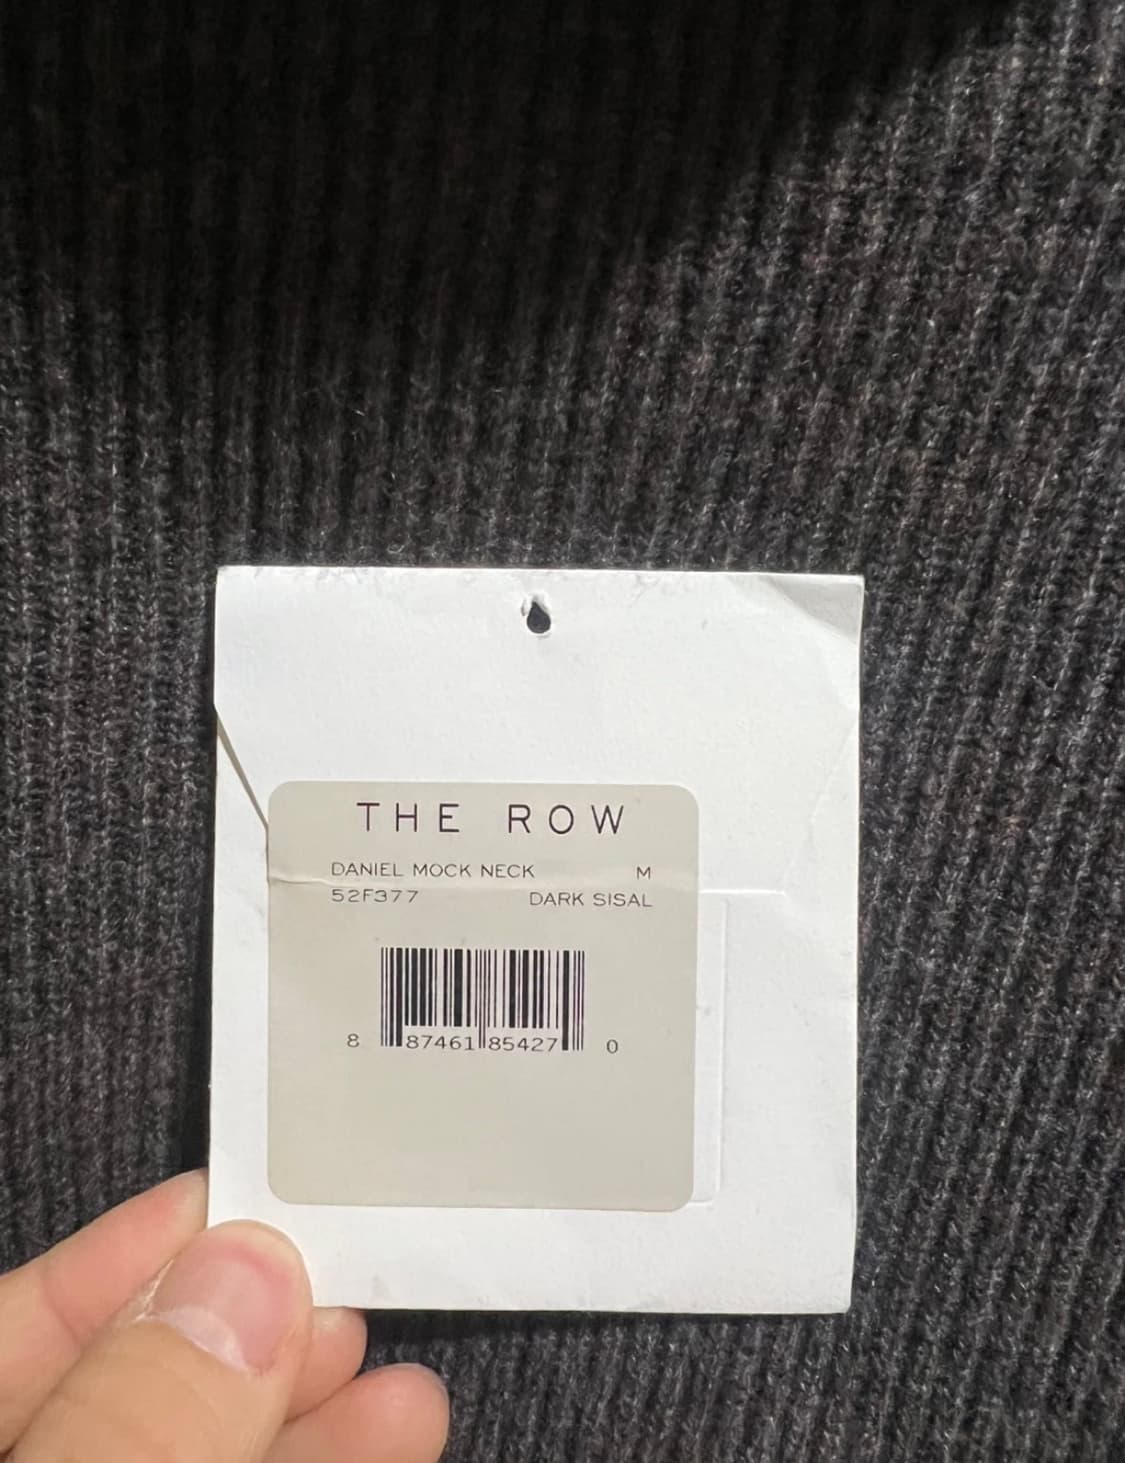 THE ROW
DANIEL MOCK NECK M
52F377 DARK SISAL
8 87461 85427 0